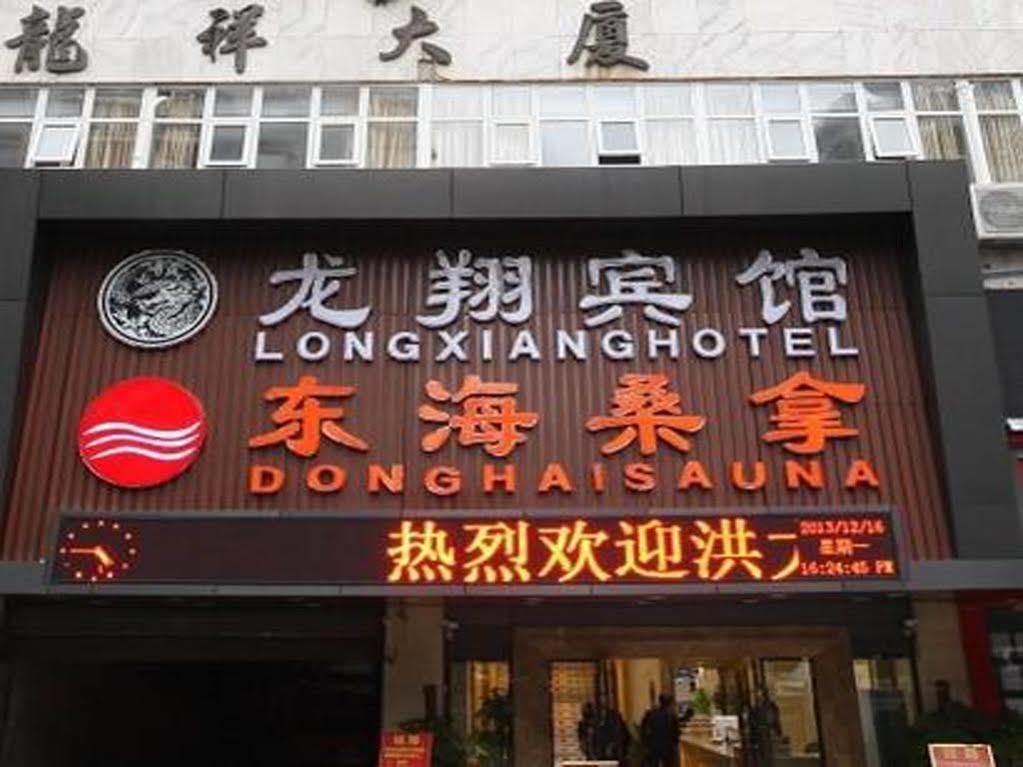 龍祥大廈
龙翔宾馆
LONGXIANGHOTEL
东海桑拿
DONGHAISAUNA
热烈欢迎洪
2013/12/16
星期一
16:24:45 PM